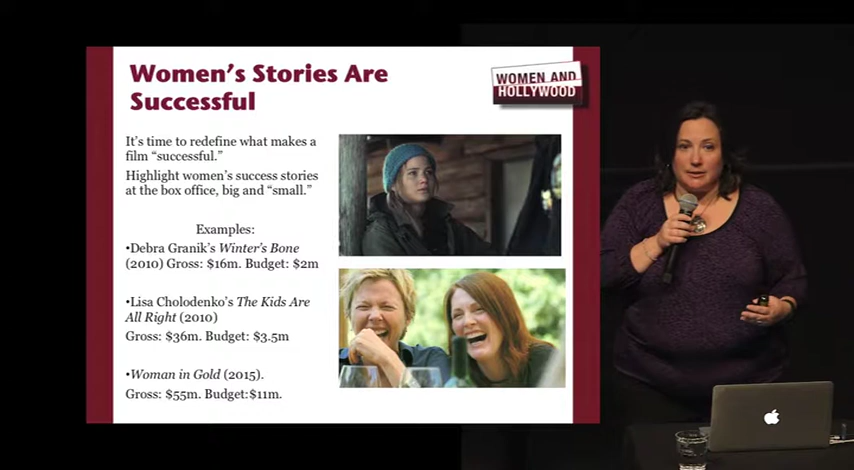 Women's Stories Are
Successful
WOMEN AND
HOLLYWOOD
It's time to redefine what makes a
film “successful.”
Highlight women's success stories
at the box office, big and “small.”
Examples:
•Debra Granik's Winter's Bone
(2010) Gross: $16m. Budget: $2m
•Lisa Cholodenko's The Kids Are
All Right (2010)
Gross: $36m. Budget: $3.5m
•Woman in Gold (2015).
Gross: $55m. Budget:$11m.